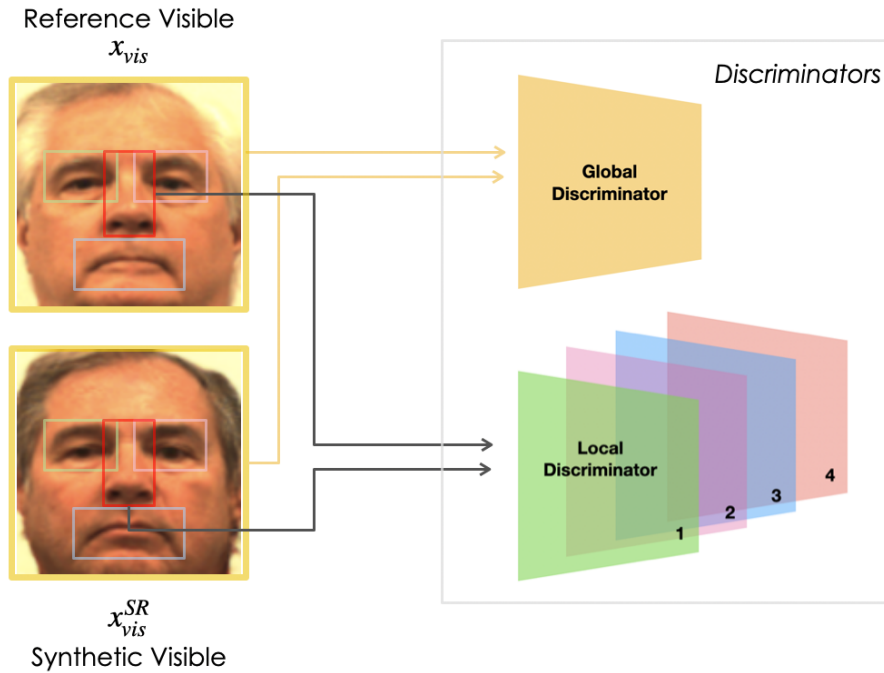 Reference Visible
x_vis
Discriminators
Global
Discriminator
Local
Discriminator
1
2
3
4
x_vis^SR
Synthetic Visible